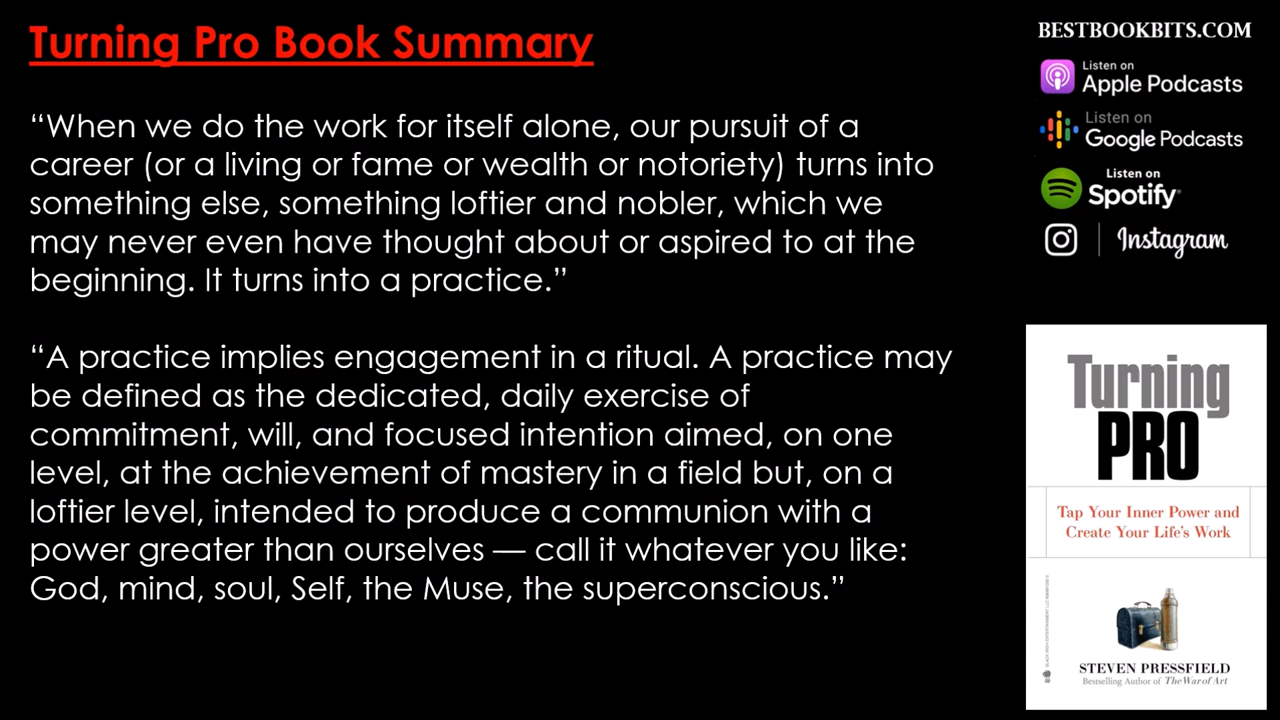 Turning Pro Book Summary
“When we do the work for itself alone, our pursuit of a
career (or a living or fame or wealth or notoriety) turns into
something else, something loftier and nobler, which we
may never even have thought about or aspired to at the
beginning. It turns into a practice.”
“A practice implies engagement in a ritual. A practice may
be defined as the dedicated, daily exercise of
commitment, will, and focused intention aimed, on one
level, at the achievement of mastery in a field but, on a
loftier level, intended to produce a communion with a
power greater than ourselves — call it whatever you like:
God, mind, soul, Self, the Muse, the superconscious.”
BESTBOOKBITS.COM
Listen on
Apple Podcasts
Listen on
Google Podcasts
Listen on
Spotify
Instagram
Turning
PRO
Tap Your Inner Power and
Create Your Life's Work
STEVEN PRESSFIELD
Bestselling Author of The War of Art